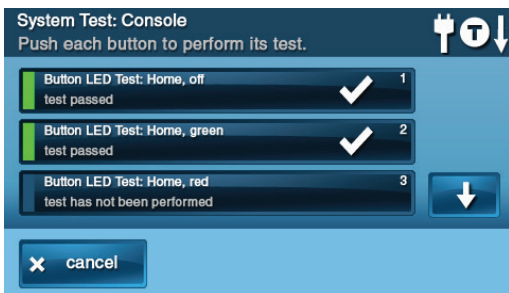 System Test: Console
Push each button to perform its test.
T
Button LED Test: Home, off
1
test passed
Button LED Test: Home, green
2
test passed
Button LED Test: Home, red
3
test has not been performed
cancel